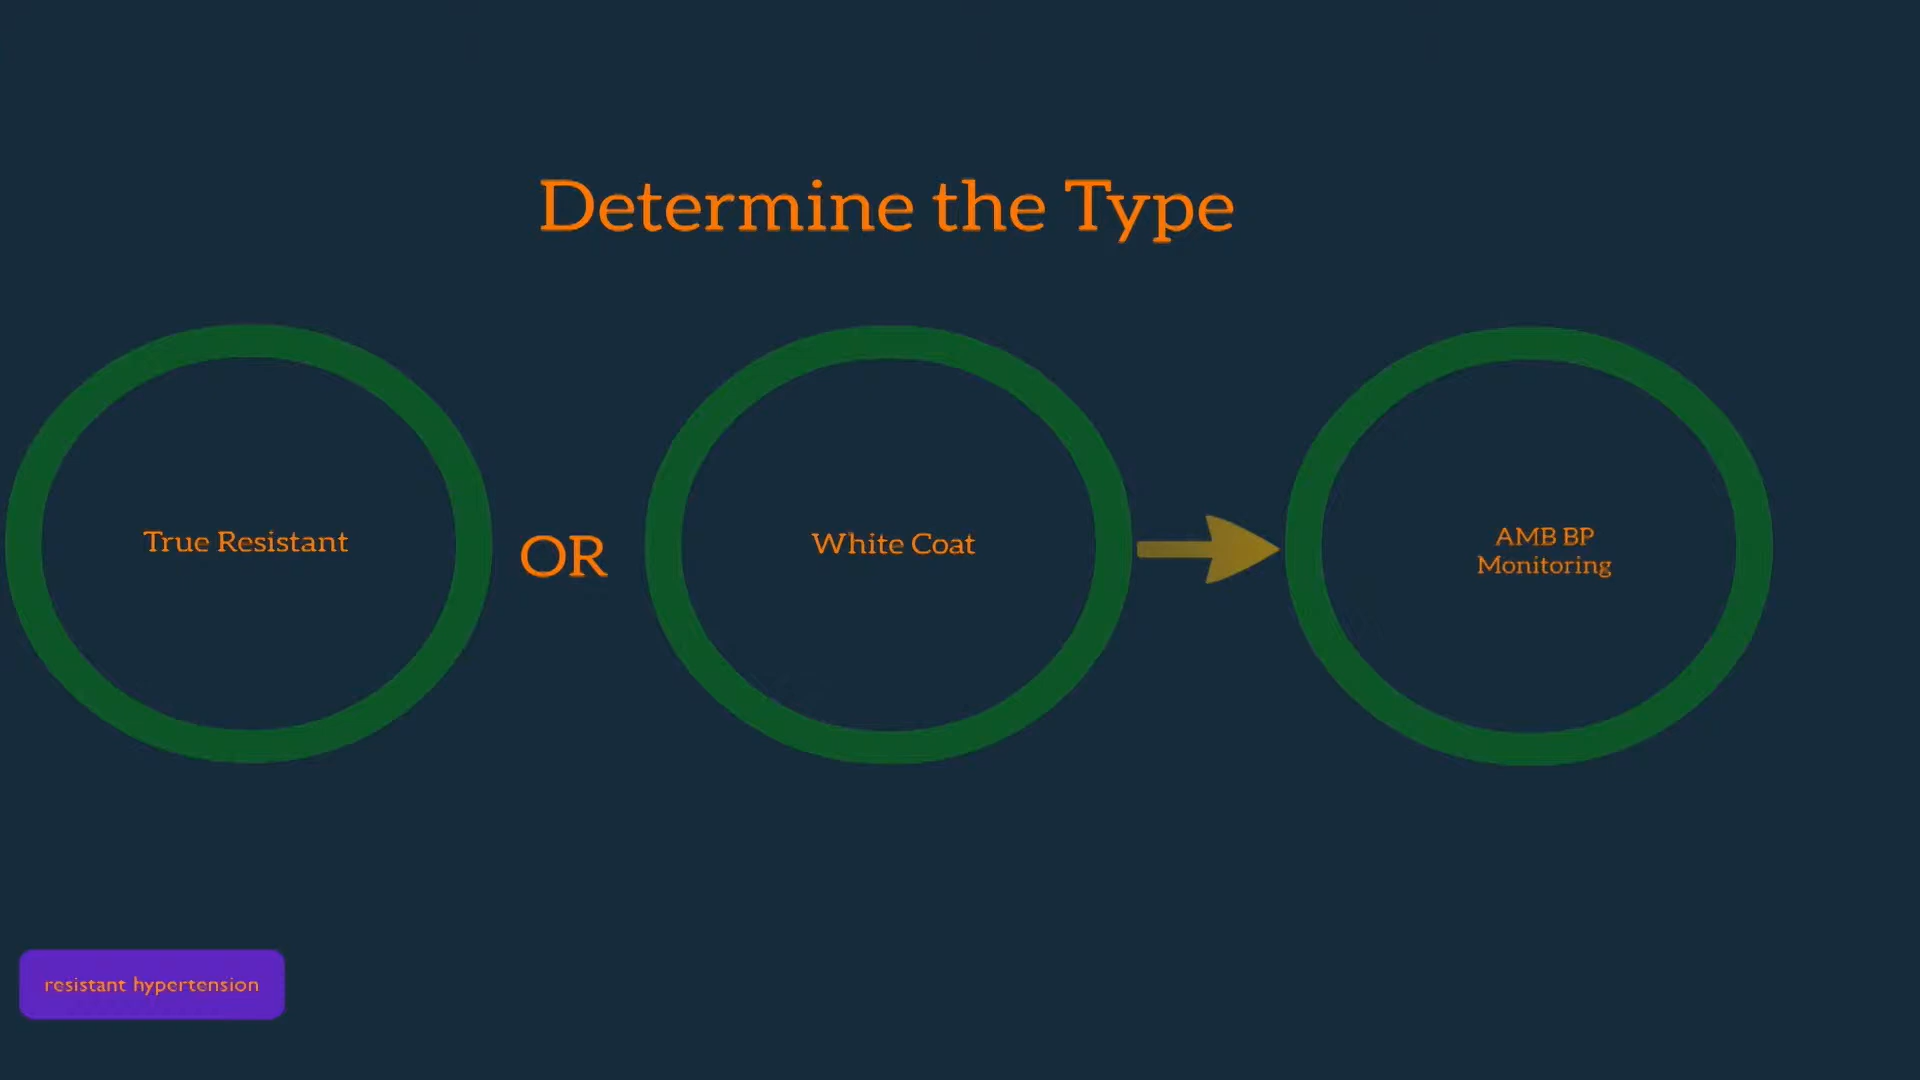 Determine the Type
True Resistant
OR
White Coat
AMB BP
Monitoring
resistant hypertension